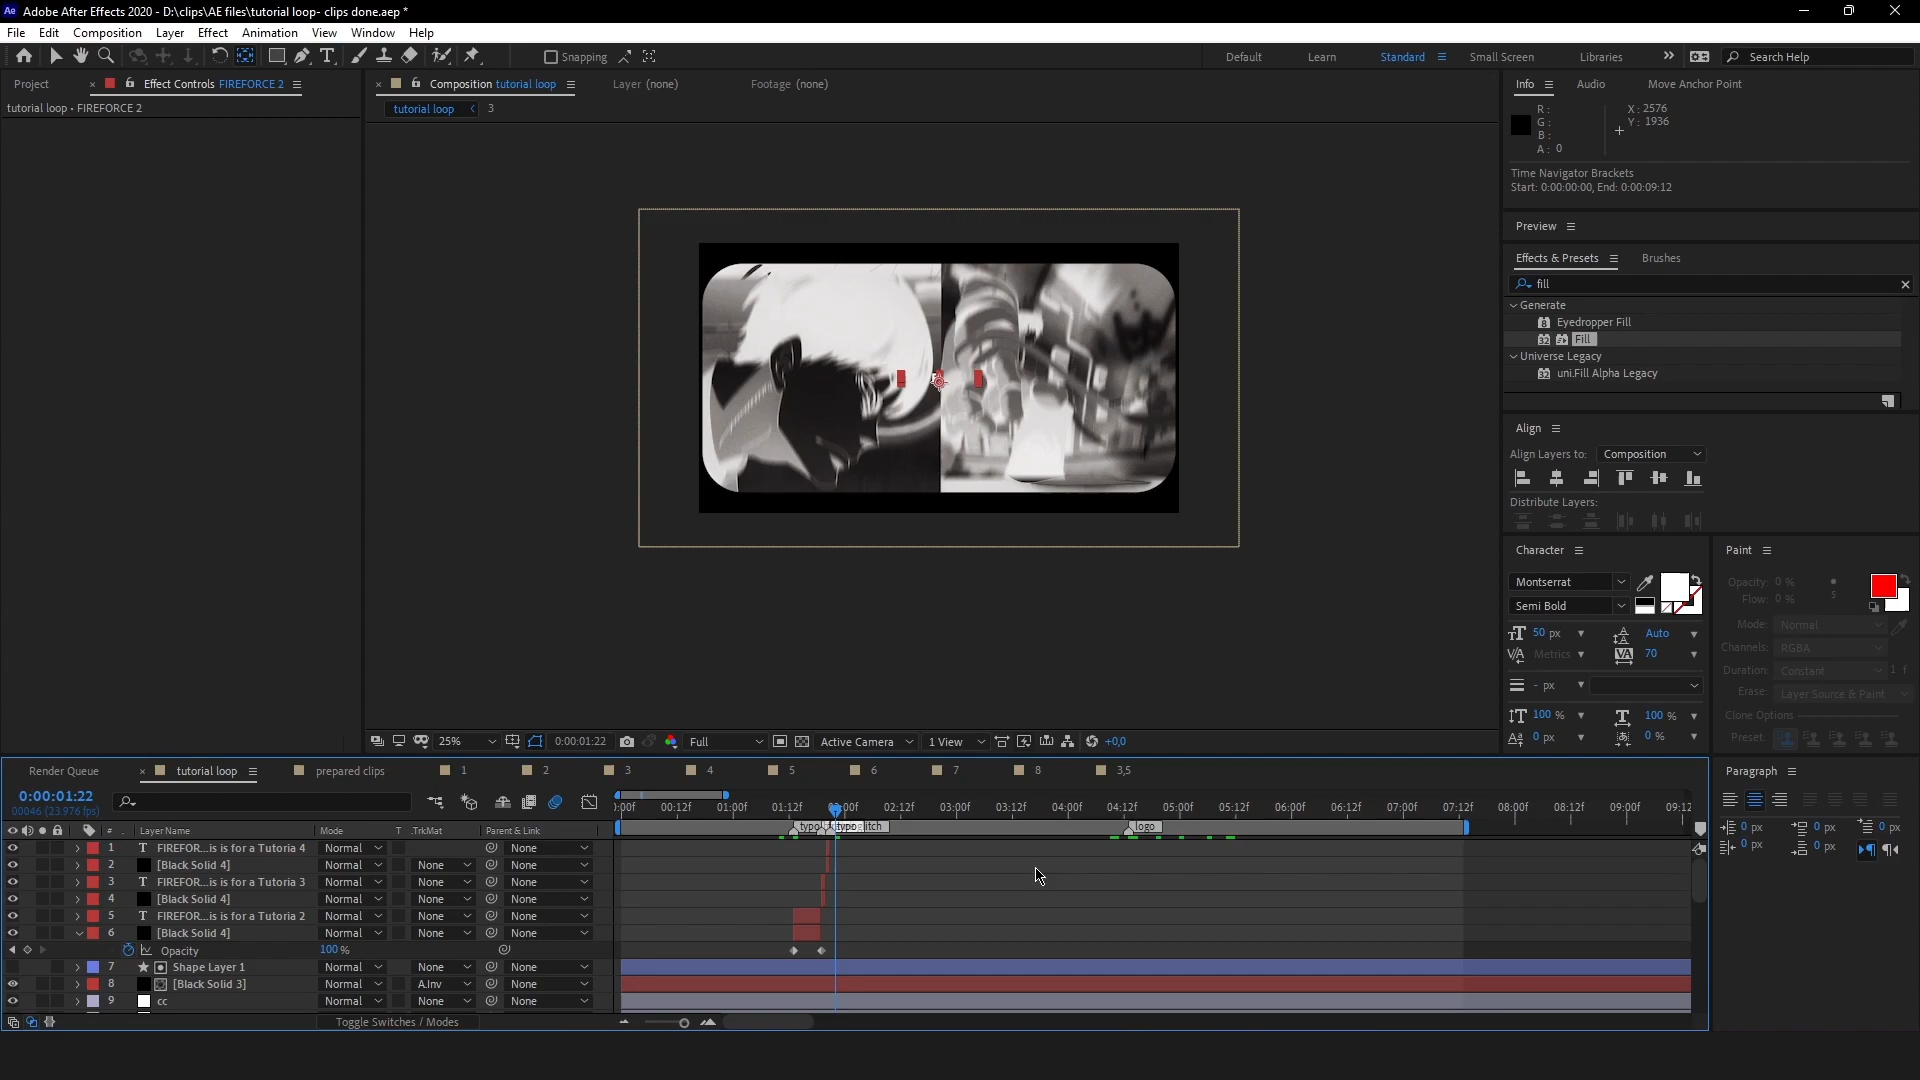 Ae Adobe After Effects 2020 - D:\clips\AE files\tutorial loop- clips done.aep *
File Edit Composition Layer Effect Animation View Window Help
Snapping Default Learn Standard Small Screen Libraries Search Help
Project Effect Controls FIREFORCE 2 Composition tutorial loop Layer (none) Footage (none) Info Audio Move Anchor Point
tutorial loop • FIREFORCE 2 tutorial loop 3
R: X: 2576
G: Y: 1936
B:
A: 0
Time Navigator Brackets
Start: 0:00:00:00, End: 0:00:09:12
Preview
Effects & Presets Brushes
fill
Generate
Eyedropper Fill
Fill
Universe Legacy
uni.Fill Alpha Legacy
Align
Align Layers to: Composition
Distribute Layers:
Character Paint
Montserrat Opacity: 0 %
Semi Bold Flow: 0 %
50 px Auto Mode: Normal
Metrics 70 Channels: RGBA
Duration: Constant 1 f
- px Erase: Layer Source & Paint
100 % 100 % Clone Options
0 px 0 % Preset:
25% 0:00:01:22 Full Active Camera 1 View +0,0
Render Queue tutorial loop prepared clips 1 2 3 4 5 6 7 8 3,5 Paragraph
0:00:01:22
00046 (23.976 fps)
:00f 00:12f 01:00f 01:12f 02:00f 02:12f 03:00f 03:12f 04:00f 04:12f 05:00f 05:12f 06:00f 06:12f 07:00f 07:12f 08:00f 08:12f 09:00f 09:12
typo typo itch logo
# Layer Name Mode T .TrkMat Parent & Link
0 px 0 px 0 px
0 px 0 px
1 T FIREFOR...is is for a Tutoria 4 Normal None
2 [Black Solid 4] Normal None None
3 T FIREFOR...is is for a Tutoria 3 Normal None None
4 [Black Solid 4] Normal None None
5 T FIREFOR...is is for a Tutoria 2 Normal None None
6 [Black Solid 4] Normal None None
Opacity 100 %
7 Shape Layer 1 Normal None None
8 [Black Solid 3] Normal A.Inv None
9 cc Normal None None
Toggle Switches / Modes